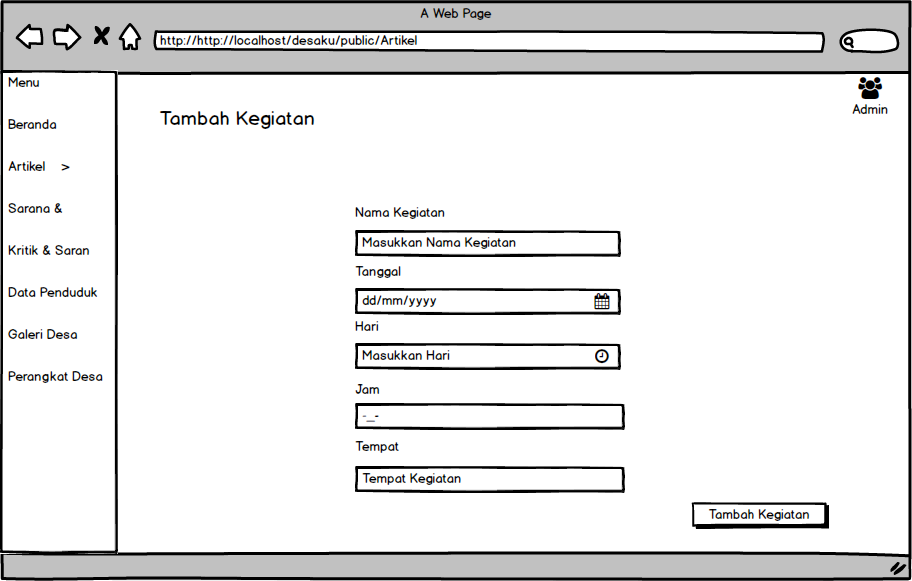 A Web Page
http://http://localhost/desaku/public/Artikel
Menu
Beranda
Artikel >
Sarana &
Kritik & Saran
Data Penduduk
Galeri Desa
Perangkat Desa
Admin
Tambah Kegiatan
Nama Kegiatan
Masukkan Nama Kegiatan
Tanggal
dd/mm/yyyy
Hari
Masukkan Hari
Jam
-_-
Tempat
Tempat Kegiatan
Tambah Kegiatan